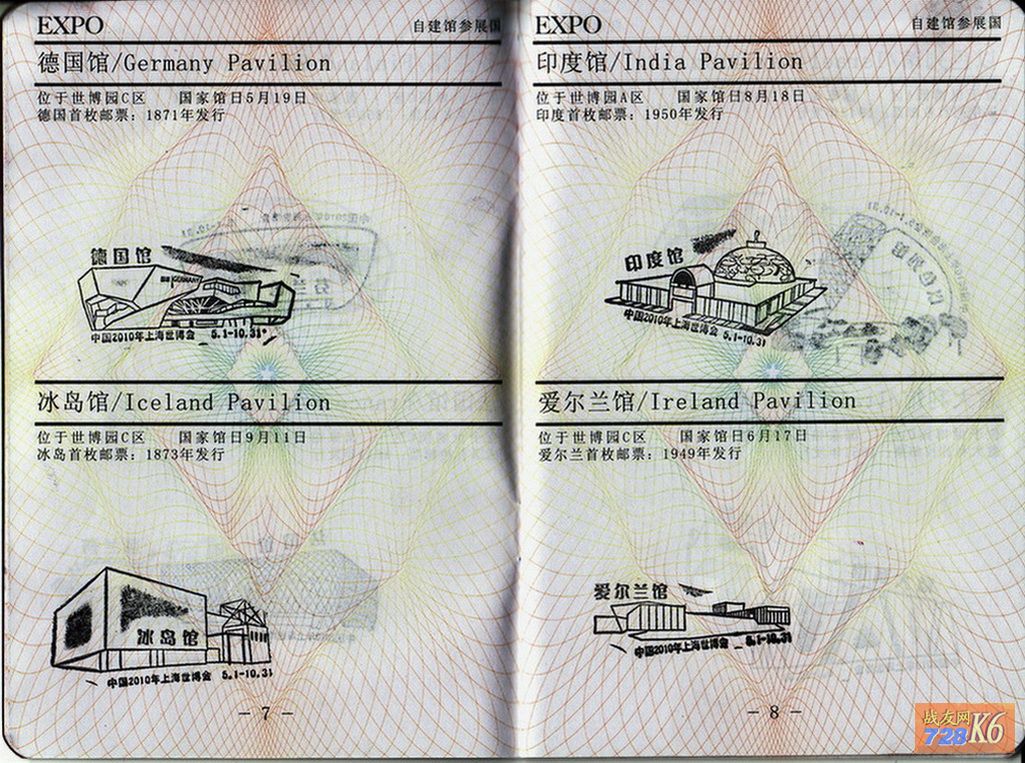 EXPO
自建馆参展国
德国馆/Germany Pavilion
位于世博园C区 国家馆日5月19日
德国首枚邮票：1871年发行
德国馆
GERMANY
中国2010年上海世博会 5.1-10.31
冰岛馆/Iceland Pavilion
位于世博园C区 国家馆日9月11日
冰岛首枚邮票：1873年发行
冰岛馆
中国2010年上海世博会 5.1-10.31
- 7 -
EXPO
自建馆参展国
印度馆/India Pavilion
位于世博园A区 国家馆日8月18日
印度首枚邮票：1950年发行
印度馆
中国2010年上海世博会 5.1-10.31
爱尔兰馆/Ireland Pavilion
位于世博园C区 国家馆日6月17日
爱尔兰首枚邮票：1949年发行
爱尔兰馆
中国2010年上海世博会 5.1-10.31
- 8 -
战友网
728K6